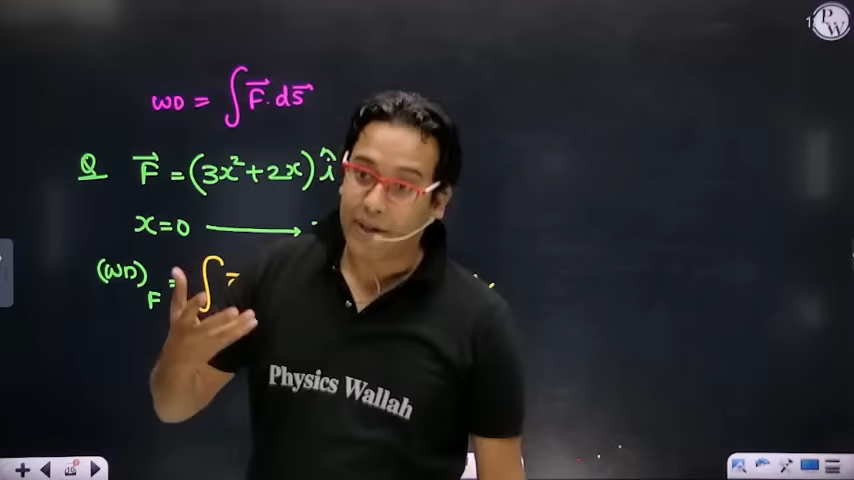 WD = ∫ F⃗ · ds⃗
Q F⃗ = (3x² + 2x) î
x = 0 ⟶
(WD)F = ∫
Physics Wallah
PW